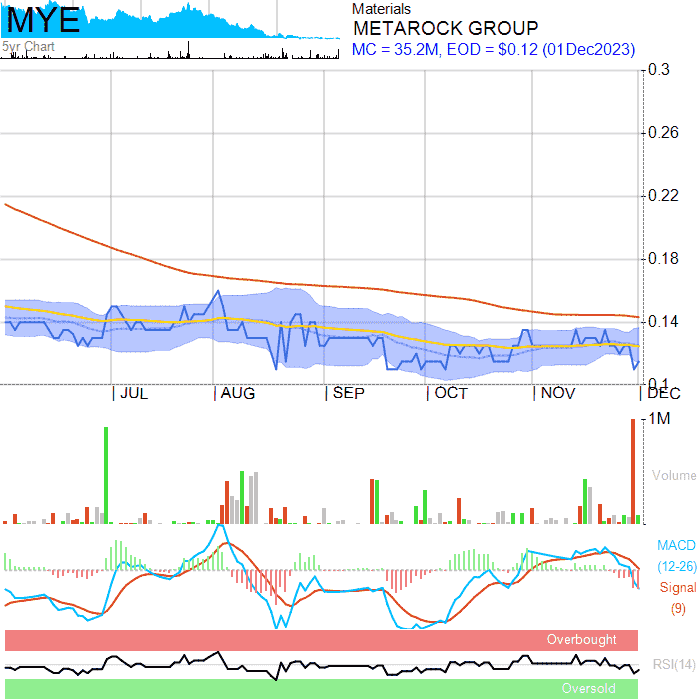 MYE
5yr Chart
Materials
METAROCK GROUP
MC = 35.2M, EOD = $0.12 (01Dec2023)
0.3
0.26
0.22
0.18
0.14
0.1
JUL AUG SEP OCT NOV DEC
1M
Volume
MACD
(12-26)
Signal
(9)
Overbought
RSI(14)
Oversold